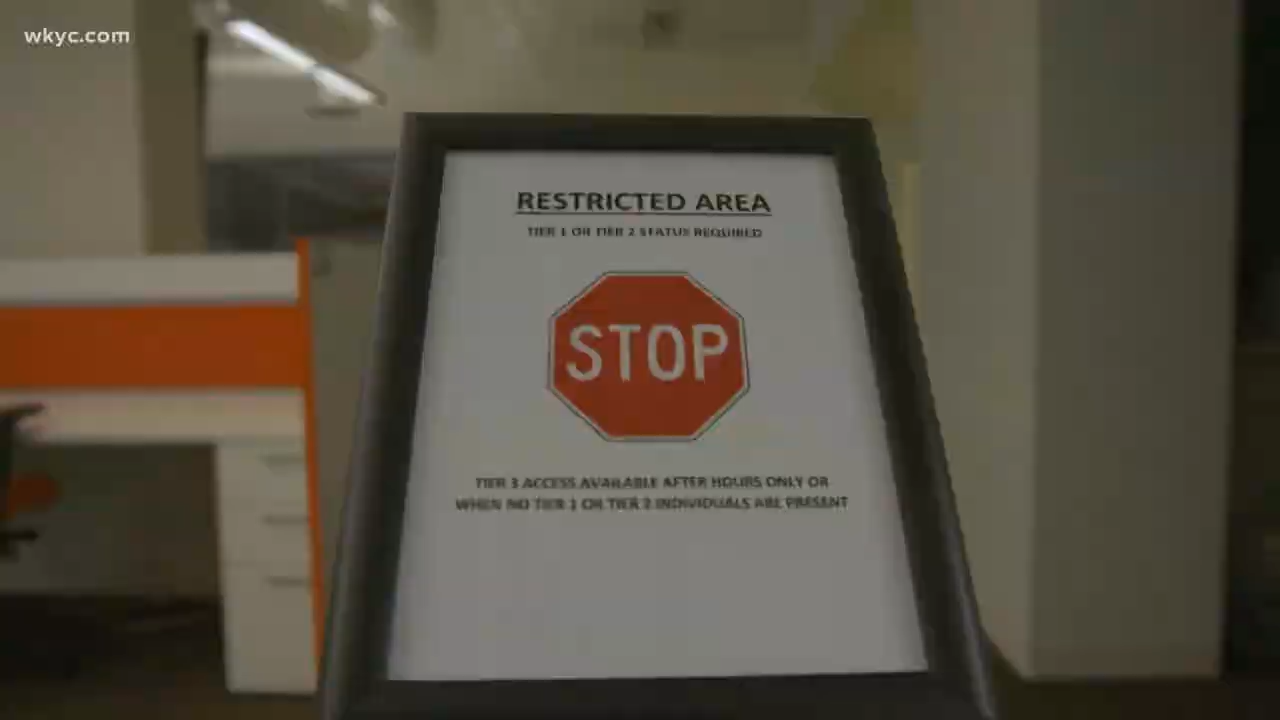 wkyc.com
RESTRICTED AREA
TIER 1 OR TIER 2 STATUS REQUIRED
STOP
TIER 3 ACCESS AVAILABLE AFTER HOURS ONLY OR
WHEN NO TIER 1 OR TIER 2 INDIVIDUALS ARE PRESENT